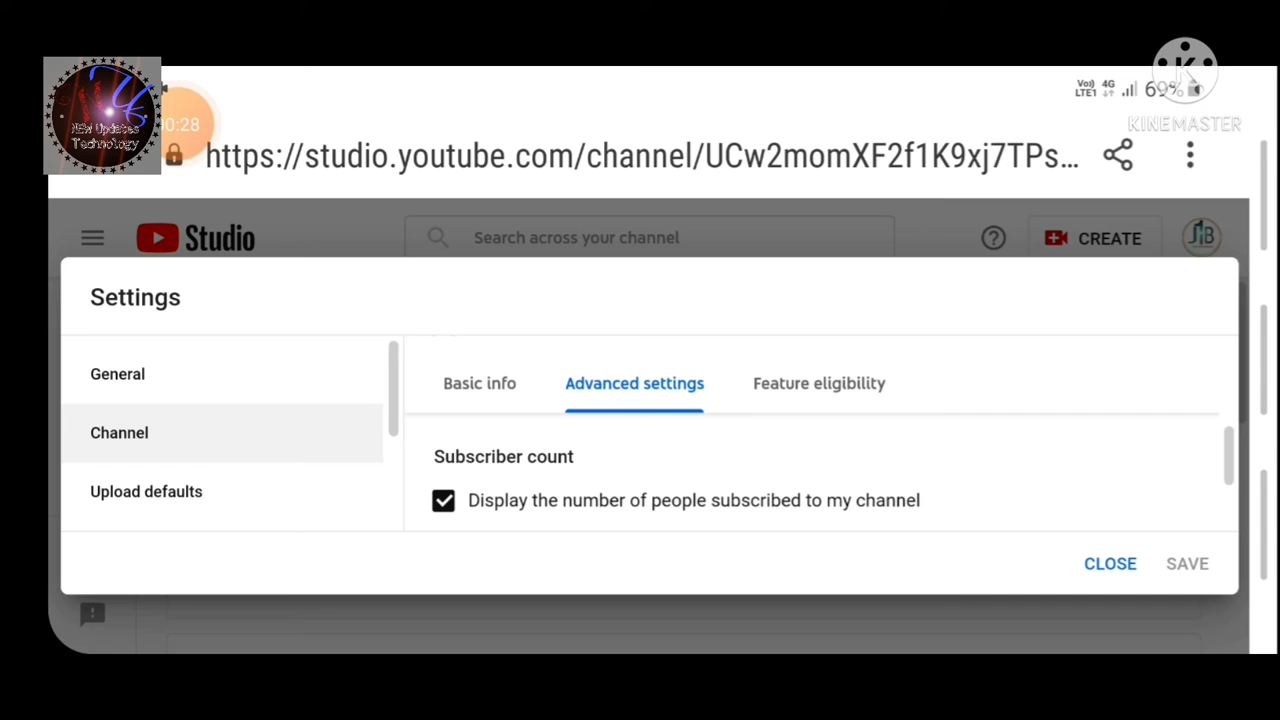 NEW Updates
Technology
0:28
Vo)
LTE1
4G
69%
K
KINEMASTER
https://studio.youtube.com/channel/UCw2momXF2f1K9xj7TPs...
Studio
Search across your channel
CREATE
Settings
General
Channel
Upload defaults
Basic info
Advanced settings
Feature eligibility
Subscriber count
Display the number of people subscribed to my channel
CLOSE
SAVE